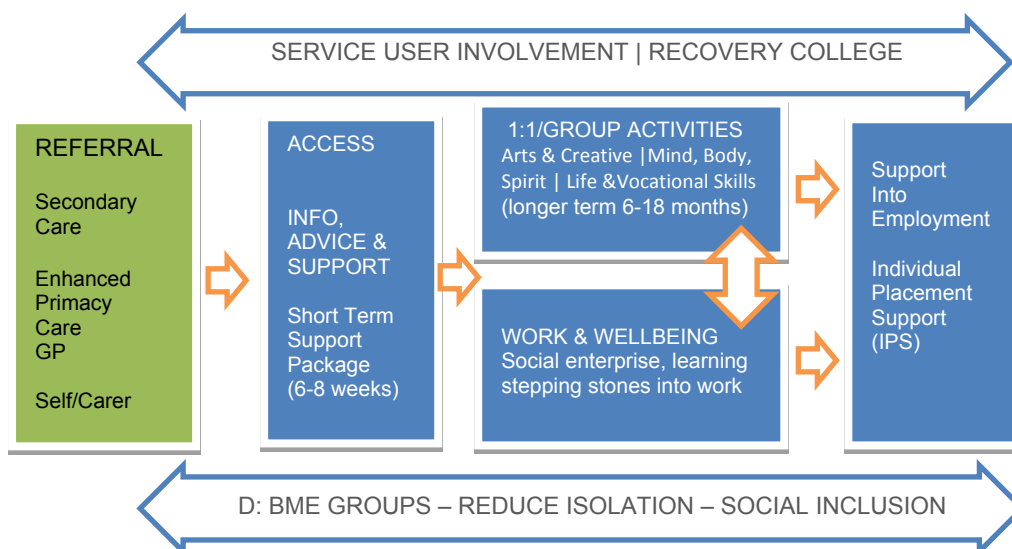 SERVICE USER INVOLVEMENT | RECOVERY COLLEGE
REFERRAL
Secondary
Care
Enhanced
Primacy
Care
GP
Self/Carer
ACCESS
INFO,
ADVICE &
SUPPORT
Short Term
Support
Package
(6-8 weeks)
1:1/GROUP ACTIVITIES
Arts & Creative |Mind, Body,
Spirit | Life &Vocational Skills
(longer term 6-18 months)
WORK & WELLBEING
Social enterprise, learning
stepping stones into work
Support
Into
Employment
Individual
Placement
Support
(IPS)
D: BME GROUPS – REDUCE ISOLATION – SOCIAL INCLUSION